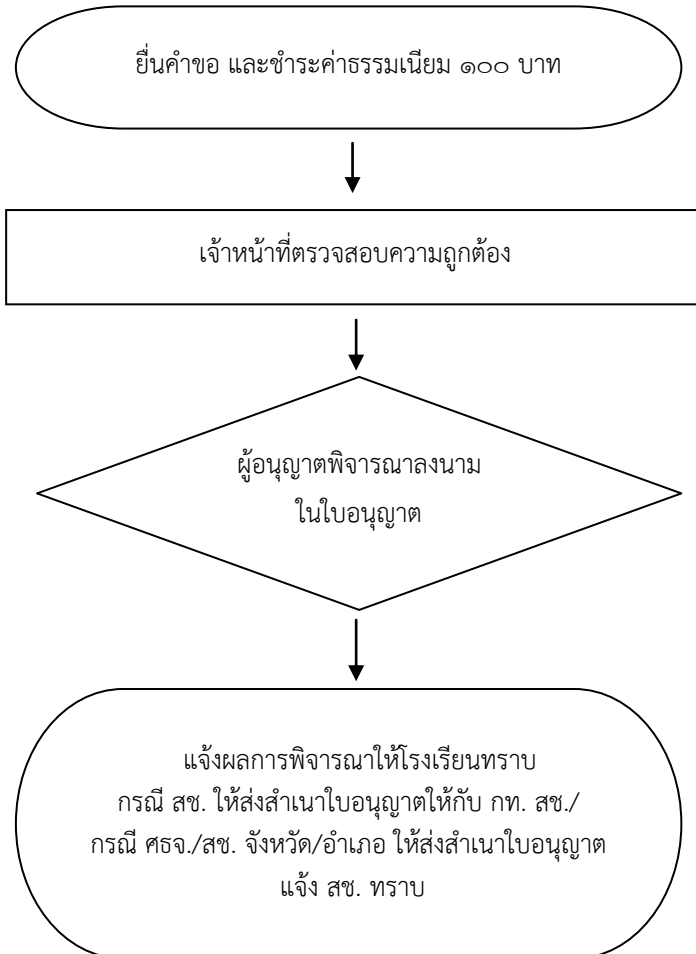 ยื่นคำขอ และชำระค่าธรรมเนียม ๑๐๐ บาท
เจ้าหน้าที่ตรวจสอบความถูกต้อง
ผู้อนุญาตพิจารณาลงนาม
ในใบอนุญาต
แจ้งผลการพิจารณาให้โรงเรียนทราบ
กรณี สช. ให้ส่งสำเนาใบอนุญาตให้กับ กท. สช./
กรณี ศธจ./สช. จังหวัด/อำเภอ ให้ส่งสำเนาใบอนุญาต
แจ้ง สช. ทราบ